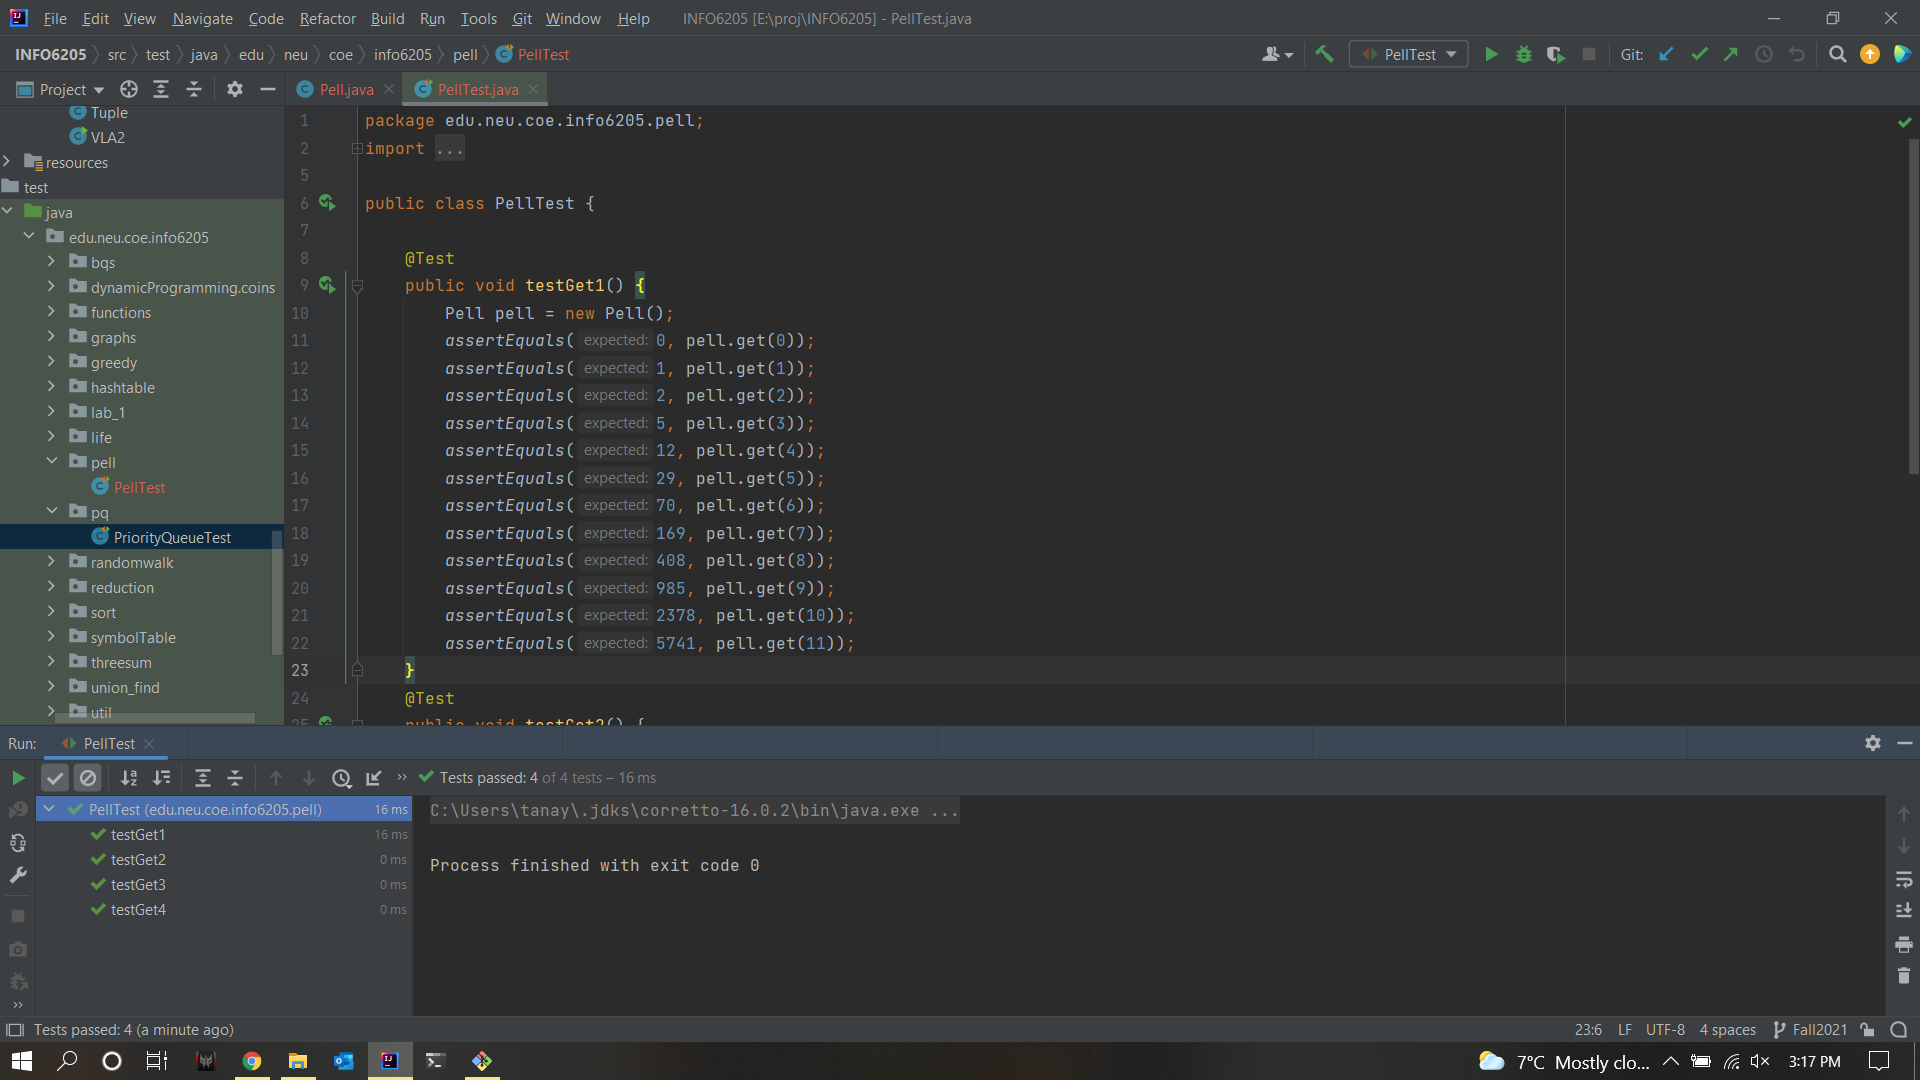 File Edit View Navigate Code Refactor Build Run Tools Git Window Help INFO6205 [E:\proj\INFO6205] - PellTest.java
INFO6205 src test java edu neu coe info6205 pell PellTest PellTest Git:
Project Pell.java PellTest.java
Tuple
VLA2
resources
test
java
edu.neu.coe.info6205
bqs
dynamicProgramming.coins
functions
graphs
greedy
hashtable
lab_1
life
pell
PellTest
pq
PriorityQueueTest
randomwalk
reduction
sort
symbolTable
threesum
union_find
util
1 package edu.neu.coe.info6205.pell;
2 import ...
5
6 public class PellTest {
7
8 @Test
9 public void testGet1() {
10 Pell pell = new Pell();
11 assertEquals( expected: 0, pell.get(0));
12 assertEquals( expected: 1, pell.get(1));
13 assertEquals( expected: 2, pell.get(2));
14 assertEquals( expected: 5, pell.get(3));
15 assertEquals( expected: 12, pell.get(4));
16 assertEquals( expected: 29, pell.get(5));
17 assertEquals( expected: 70, pell.get(6));
18 assertEquals( expected: 169, pell.get(7));
19 assertEquals( expected: 408, pell.get(8));
20 assertEquals( expected: 985, pell.get(9));
21 assertEquals( expected: 2378, pell.get(10));
22 assertEquals( expected: 5741, pell.get(11));
23 }
24 @Test
25 public void testGet2() {
Run: PellTest
Tests passed: 4 of 4 tests – 16 ms
PellTest (edu.neu.coe.info6205.pell) 16 ms
testGet1 16 ms
testGet2 0 ms
testGet3 0 ms
testGet4 0 ms
C:\Users\tanay\.jdks\corretto-16.0.2\bin\java.exe ...
Process finished with exit code 0
Tests passed: 4 (a minute ago) 23:6 LF UTF-8 4 spaces Fall2021
7°C Mostly clo... 3:17 PM